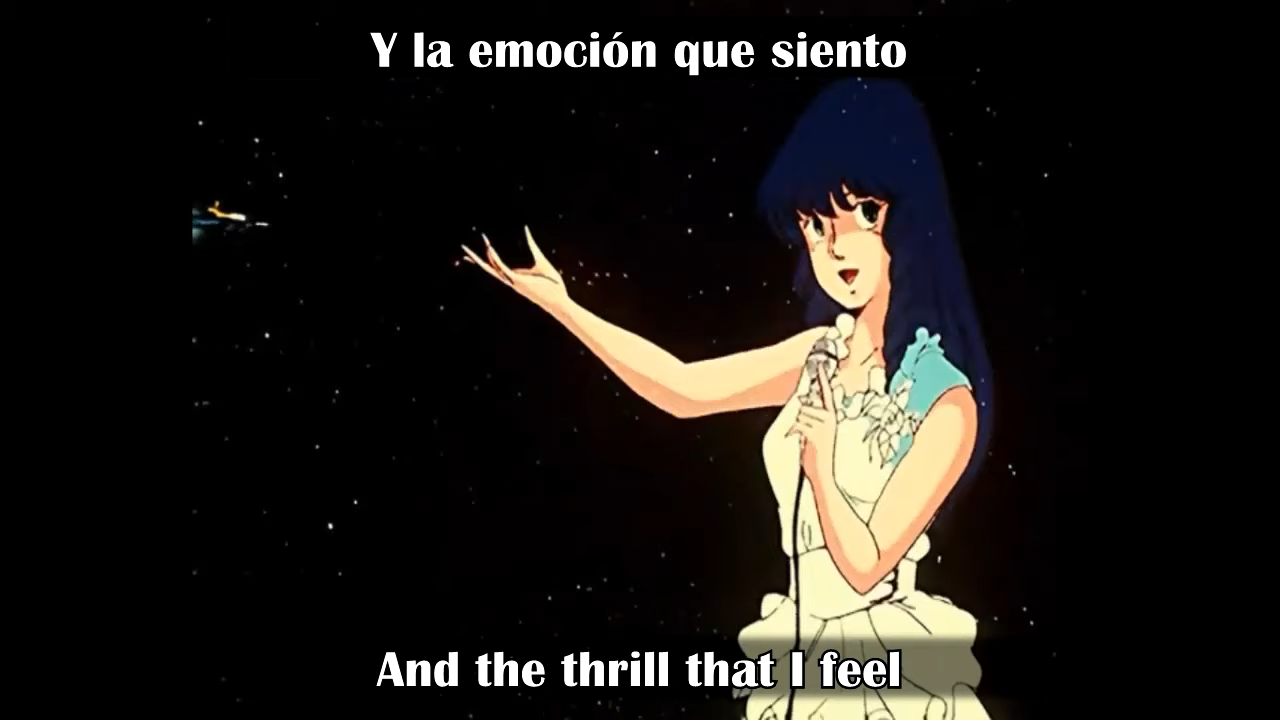 Y la emoción que siento
And the thrill that I feel